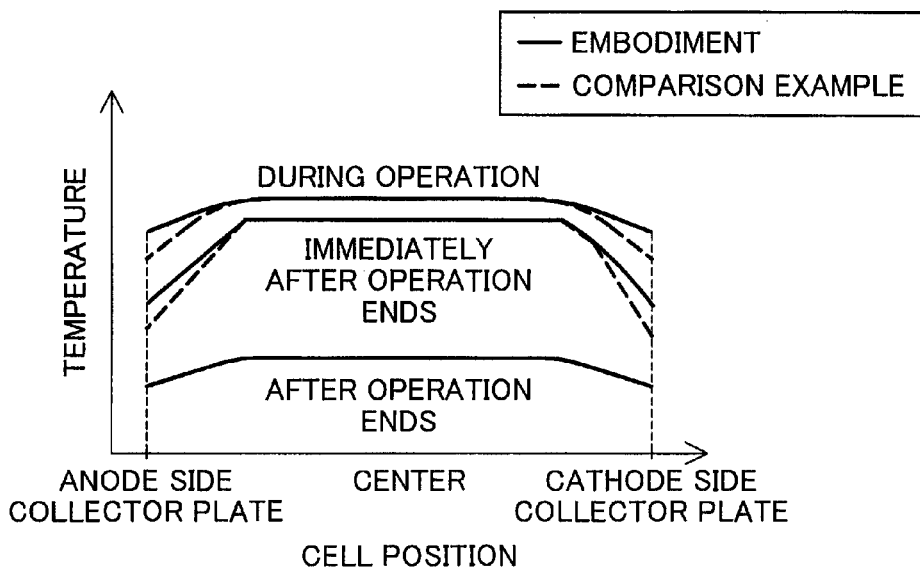 EMBODIMENT
COMPARISON EXAMPLE
TEMPERATURE
DURING OPERATION
IMMEDIATELY
AFTER OPERATION
ENDS
AFTER OPERATION
ENDS
ANODE SIDE
COLLECTOR PLATE
CENTER
CATHODE SIDE
COLLECTOR PLATE
CELL POSITION